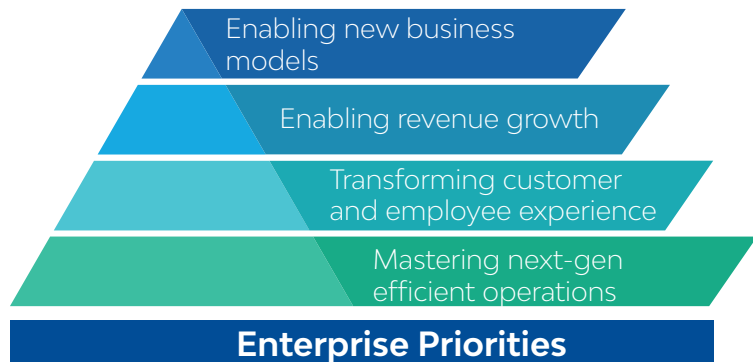 Enabling new business
models
Enabling revenue growth
Transforming customer
and employee experience
Mastering next-gen
efficient operations
Enterprise Priorities